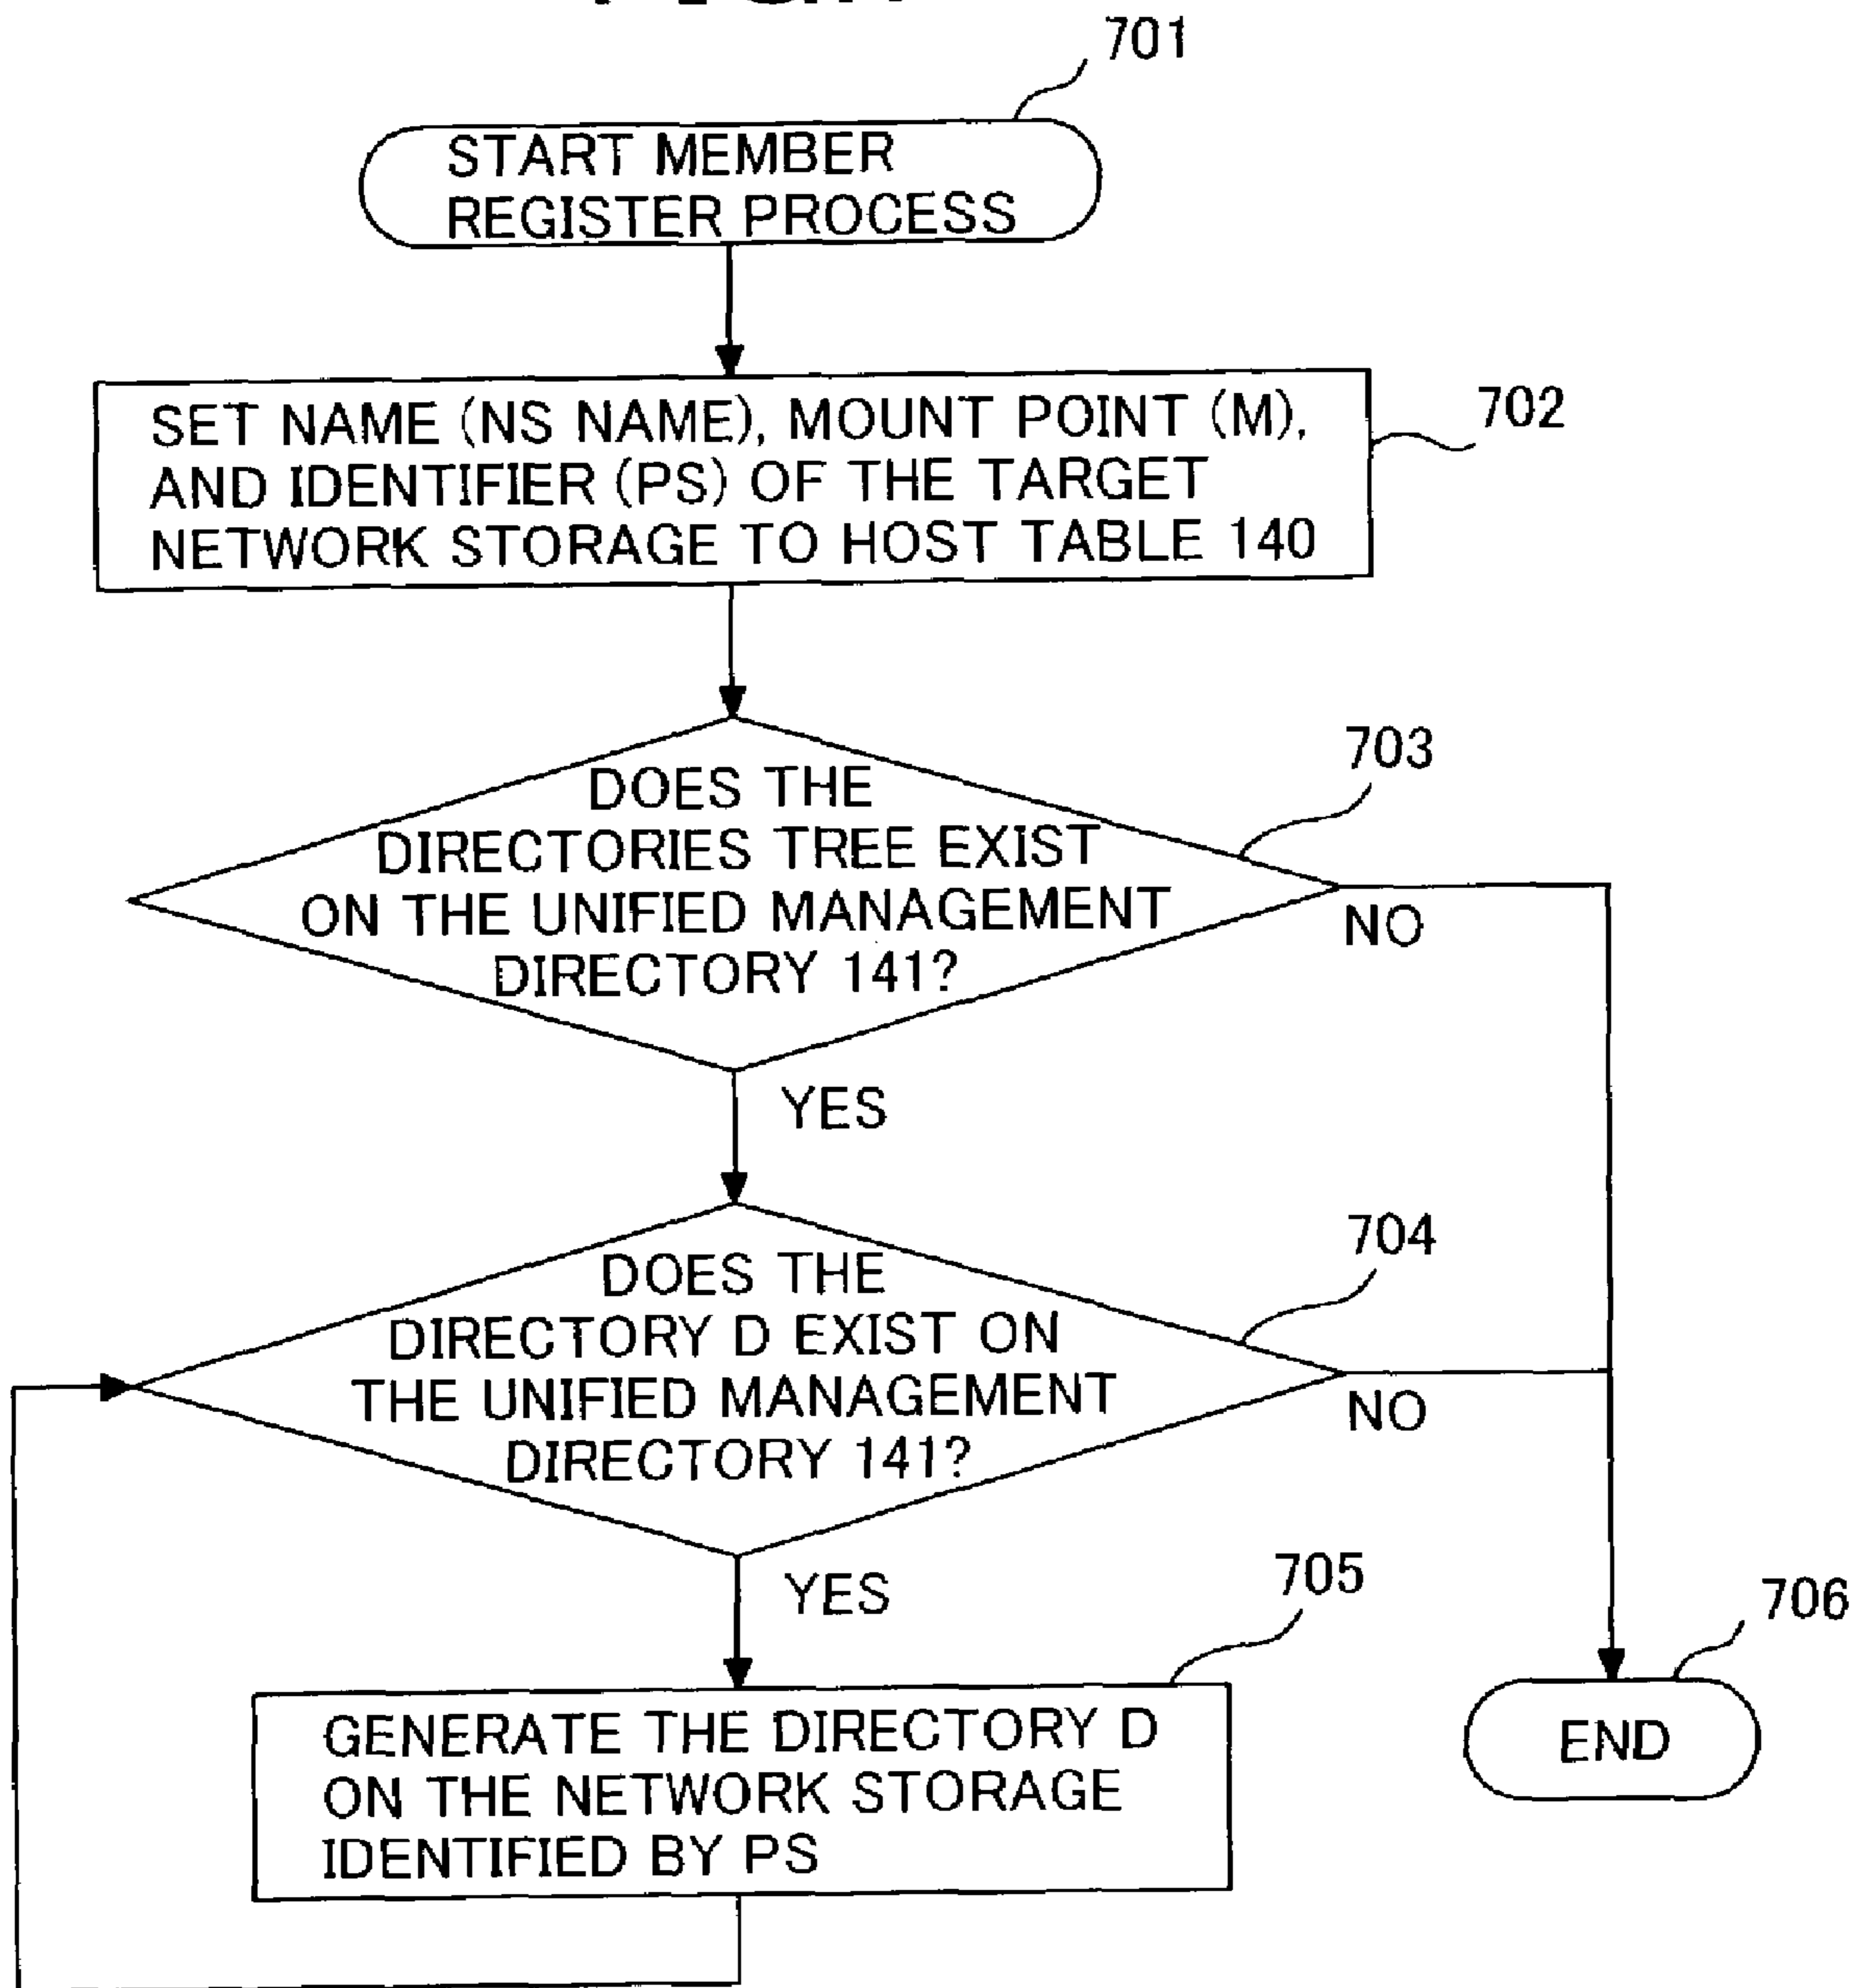 701
START MEMBER
REGISTER PROCESS
702
SET NAME (NS NAME), MOUNT POINT (M),
AND IDENTIFIER (PS) OF THE TARGET
NETWORK STORAGE TO HOST TABLE 140
703
DOES THE
DIRECTORIES TREE EXIST
ON THE UNIFIED MANAGEMENT
DIRECTORY 141?
NO
YES
704
DOES THE
DIRECTORY D EXIST ON
THE UNIFIED MANAGEMENT
DIRECTORY 141?
NO
YES
705
706
GENERATE THE DIRECTORY D
ON THE NETWORK STORAGE
IDENTIFIED BY PS
END